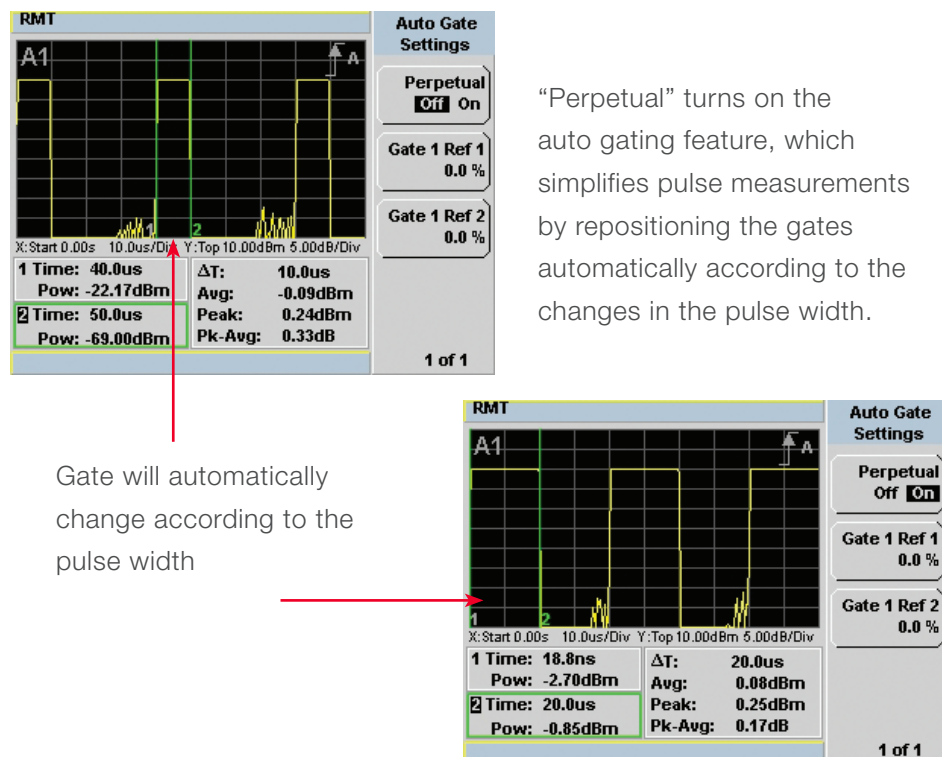 RMT
Auto Gate
Settings
A1
A
Perpetual
Off On
Gate 1 Ref 1
0.0 %
Gate 1 Ref 2
0.0 %
1
2
X:Start 0.00s 10.0us/Div Y:Top 10.00dBm 5.00dB/Div
1 Time: 40.0us
Pow: -22.17dBm
2 Time: 50.0us
Pow: -69.00dBm
ΔT: 10.0us
Avg: -0.09dBm
Peak: 0.24dBm
Pk-Avg: 0.33dB
1 of 1
“Perpetual” turns on the
auto gating feature, which
simplifies pulse measurements
by repositioning the gates
automatically according to the
changes in the pulse width.
Gate will automatically
change according to the
pulse width
RMT
Auto Gate
Settings
A1
A
Perpetual
Off On
Gate 1 Ref 1
0.0 %
Gate 1 Ref 2
0.0 %
1
2
X:Start 0.00s 10.0us/Div Y:Top 10.00dBm 5.00dB/Div
1 Time: 18.8ns
Pow: -2.70dBm
2 Time: 20.0us
Pow: -0.85dBm
ΔT: 20.0us
Avg: 0.08dBm
Peak: 0.25dBm
Pk-Avg: 0.17dB
1 of 1